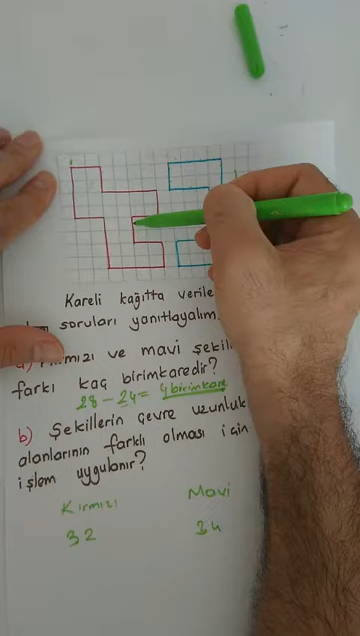 Kareli kağıtta verile
soruları yanıtlayalım.
ve mavi şekil
farkı kaç birimkaredir?
28 - 24 = 4 birimkare
b) Şekillerin çevre uzunluk
alanlarının farklı olması için
işlem uygulanır?
Kırmızı
Mavi
32
34